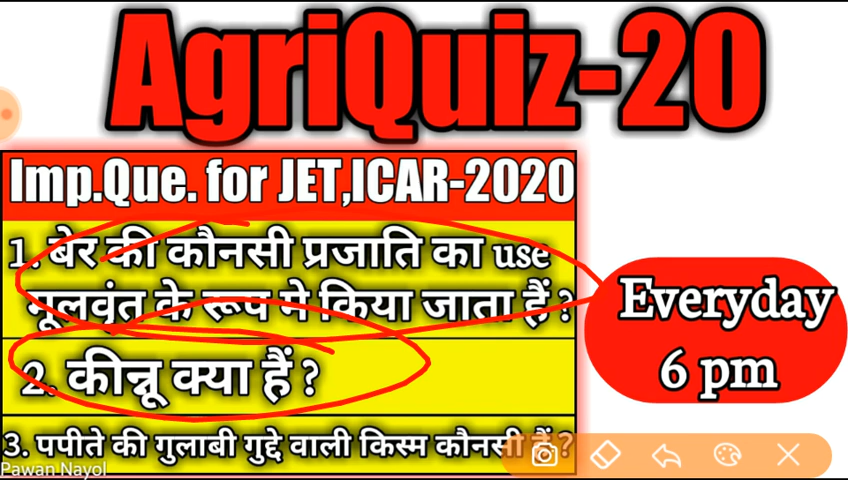 AgriQuiz-20
Imp.Que. for JET,ICAR-2020
1. बेर की कौनसी प्रजाति का use
मूलवृंत के रूप मे किया जाता हैं ?
2. कीन्नू क्या हैं ?
3. पपीते की गुलाबी गुद्दे वाली किस्म कौनसी हैं ?
Everyday
6 pm
Pawan Nayol